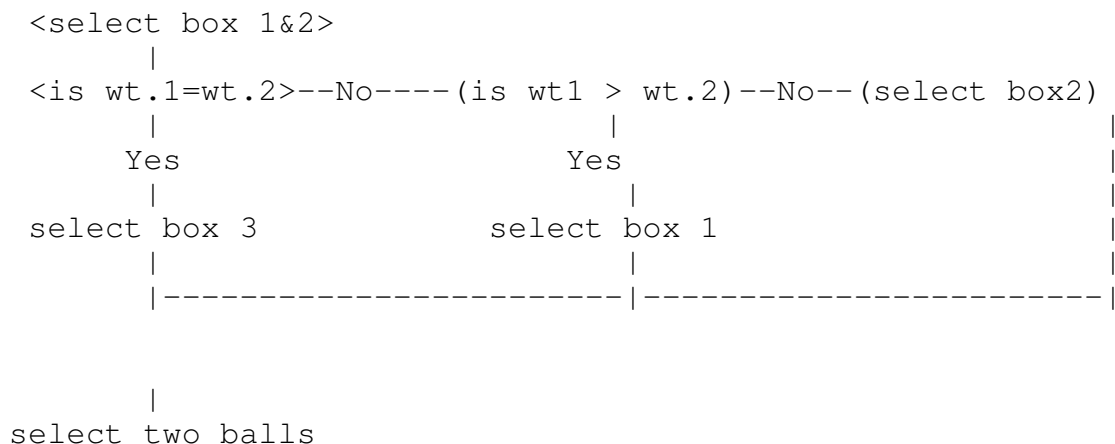 <select box 1&2>
|
<is wt.1=wt.2>--No----(is wt1 > wt.2)--No--(select box2)
| | |
Yes Yes |
| | |
select box 3 select box 1 |
| | |
|------------------------|------------------------|
|
select two balls